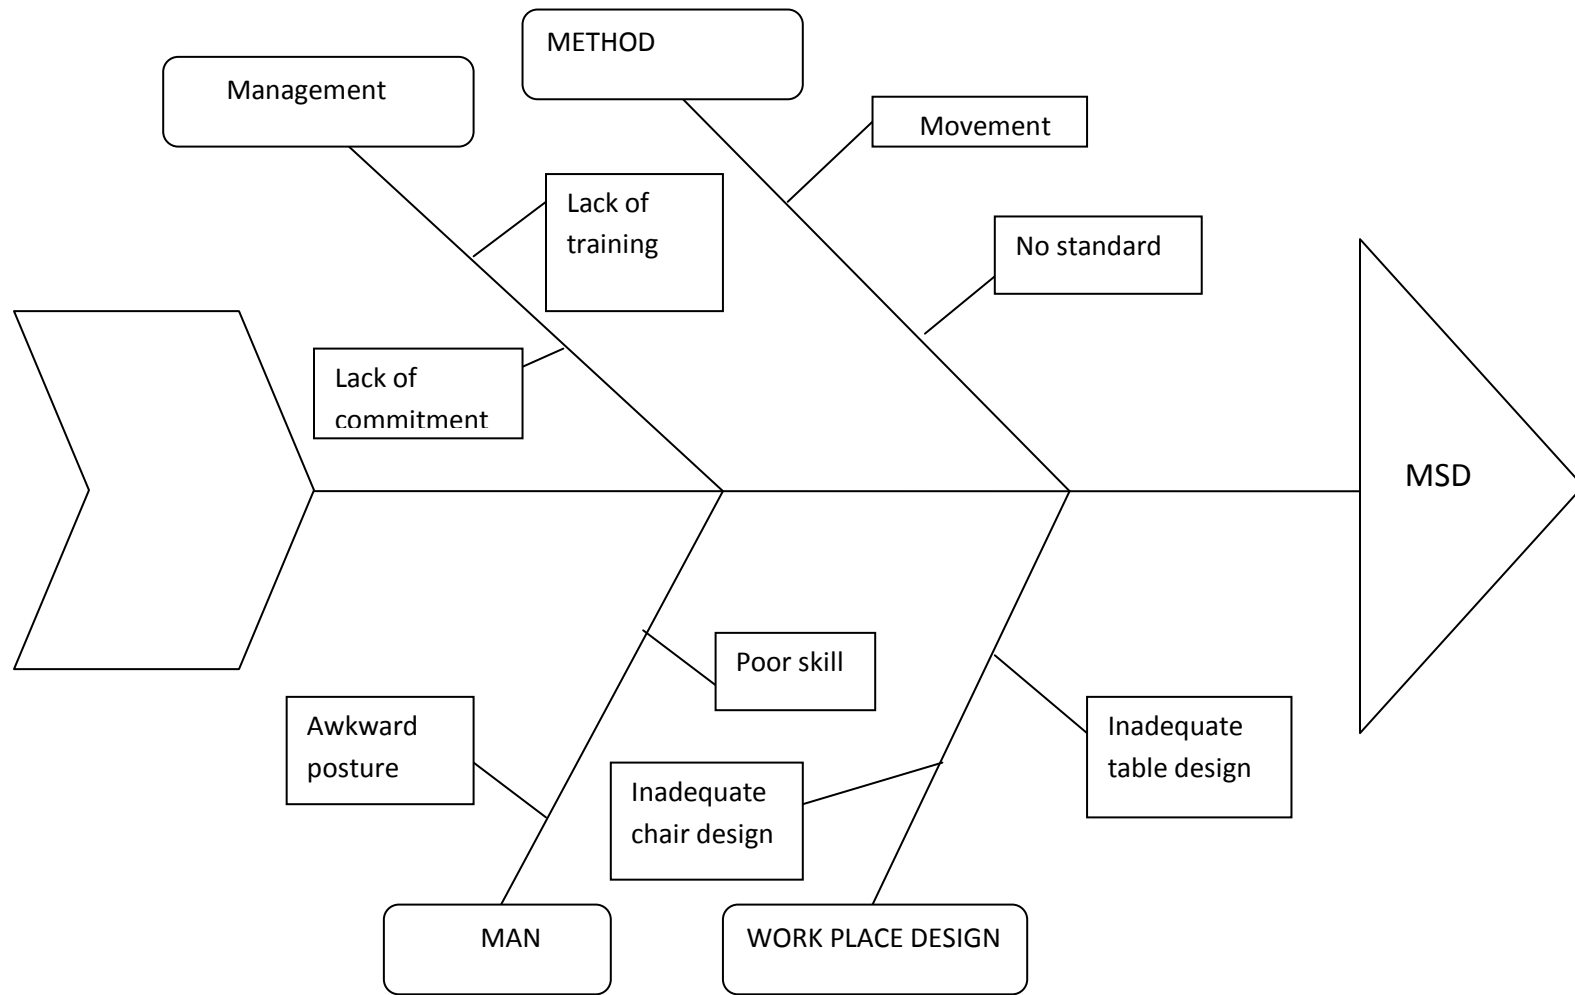 METHOD
Management
Movement
Lack of
training
No standard
Lack of
commitment
MSD
Poor skill
Awkward
posture
Inadequate
table design
Inadequate
chair design
MAN
WORK PLACE DESIGN